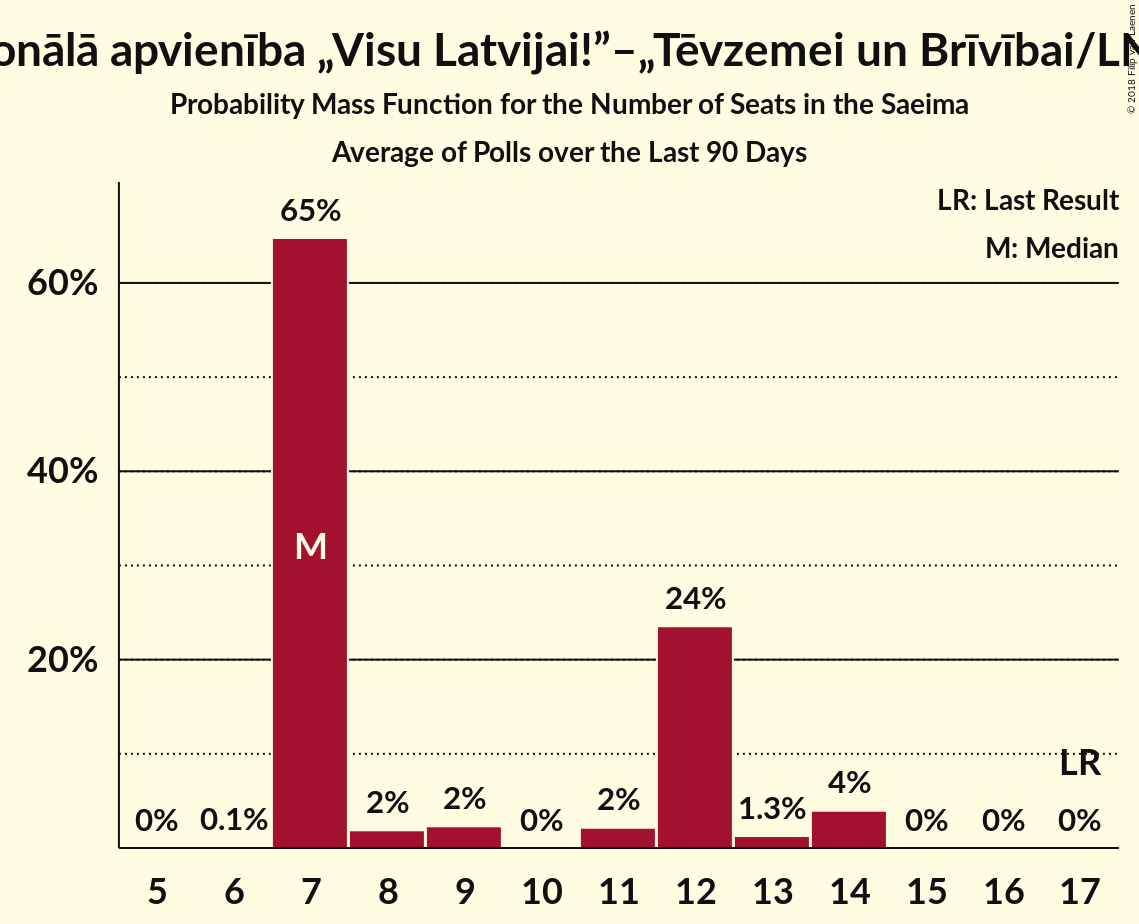 onālā apvienība „Visu Latvijai!”–„Tēvzemei un Brīvībai/L
Probability Mass Function for the Number of Seats in the Saeima
Average of Polls over the Last 90 Days
© 2018 Filip van Laenen
LR: Last Result
M: Median
65%
60%
40%
M
24%
20%
LR
0% 0.1% 2% 2% 0% 2% 1.3% 4% 0% 0% 0%
5 6 7 8 9 10 11 12 13 14 15 16 17